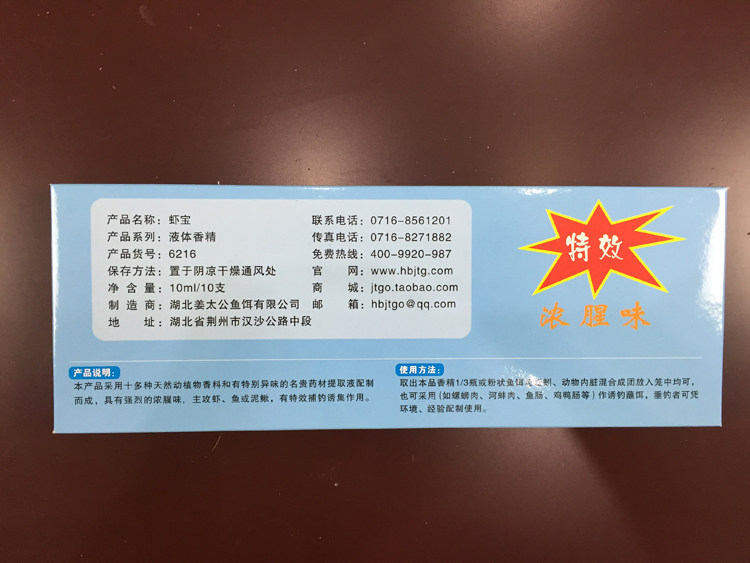 产品名称：虾宝
产品系列：液体香精
产品货号：6216
保存方法：置于阴凉干燥通风处
净 含 量：10ml/10支
制 造 商：湖北姜太公鱼饵有限公司
地 址：湖北省荆州市汉沙公路中段
联系电话：0716-8561201
传真电话：0716-8271882
免费热线：400-9920-987
官 网：www.hbjtg.com
商 城：jtgo.taobao.com
邮 箱：hbjtgo@qq.com
特效
浓腥味
产品说明：
本产品采用十多种天然动植物香料和有特别异味的名贵药材提取液配制
而成，具有强烈的浓腥味．主攻虾、鱼或泥鳅，有特效捕钓诱集作用。
使用方法：
取出本品香精1/3瓶或粉状鱼饵 、动物内脏混合成团放入笼中均可，
也可采用(如螺蛳肉、河蚌肉、鱼肠、鸡鸭肠等)作诱钓蘸饵，垂钓者可凭
环境、经验配制使用。